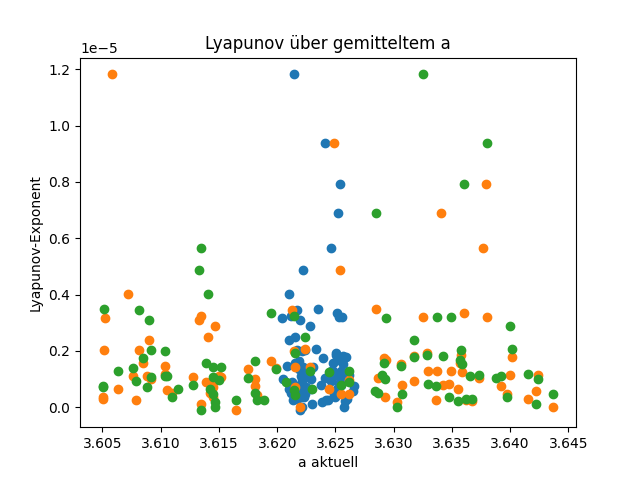 Lyapunov über gemitteltem a
1e−5
1.2
1.0
0.8
0.6
0.4
0.2
0.0
Lyapunov-Exponent
3.605 3.610 3.615 3.620 3.625 3.630 3.635 3.640 3.645
a aktuell